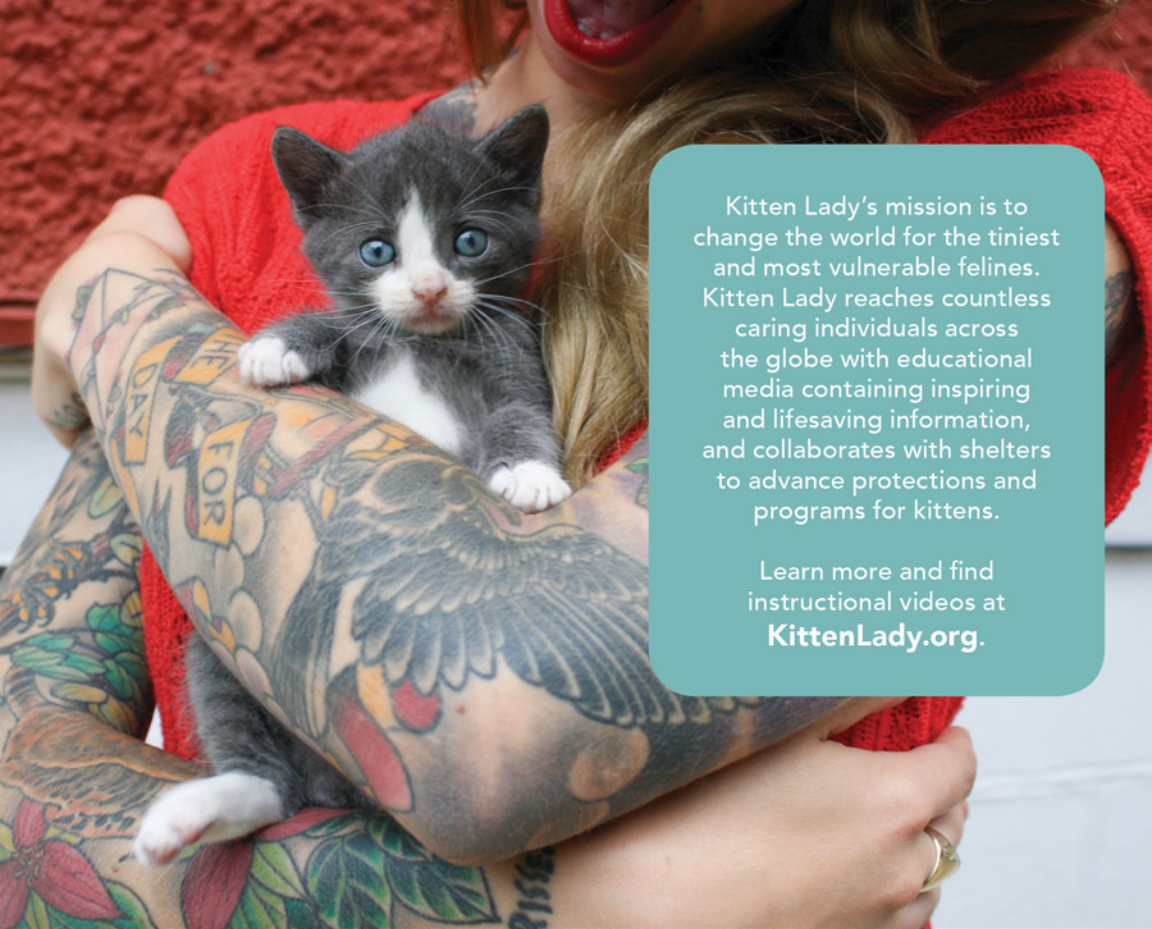 THE
DAY
FOR
Kitten Lady’s mission is to
change the world for the tiniest
and most vulnerable felines.
Kitten Lady reaches countless
caring individuals across
the globe with educational
media containing inspiring
and lifesaving information,
and collaborates with shelters
to advance protections and
programs for kittens.
Learn more and find
instructional videos at
KittenLady.org.